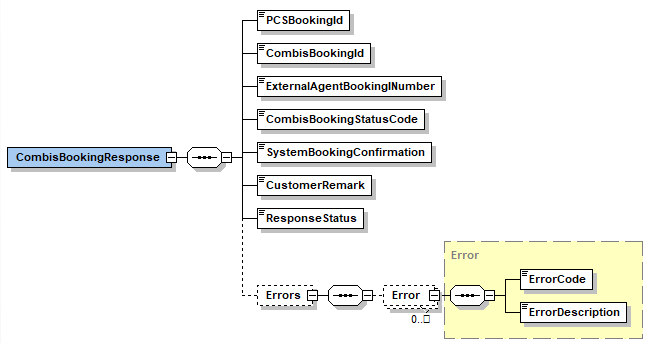 PCSBookingId
CombisBookingId
ExternalAgentBookingINumber
CombisBookingStatusCode
CombisBookingResponse
SystemBookingConfirmation
CustomerRemark
ResponseStatus
Error
ErrorCode
Errors
Error
0..
ErrorDescription